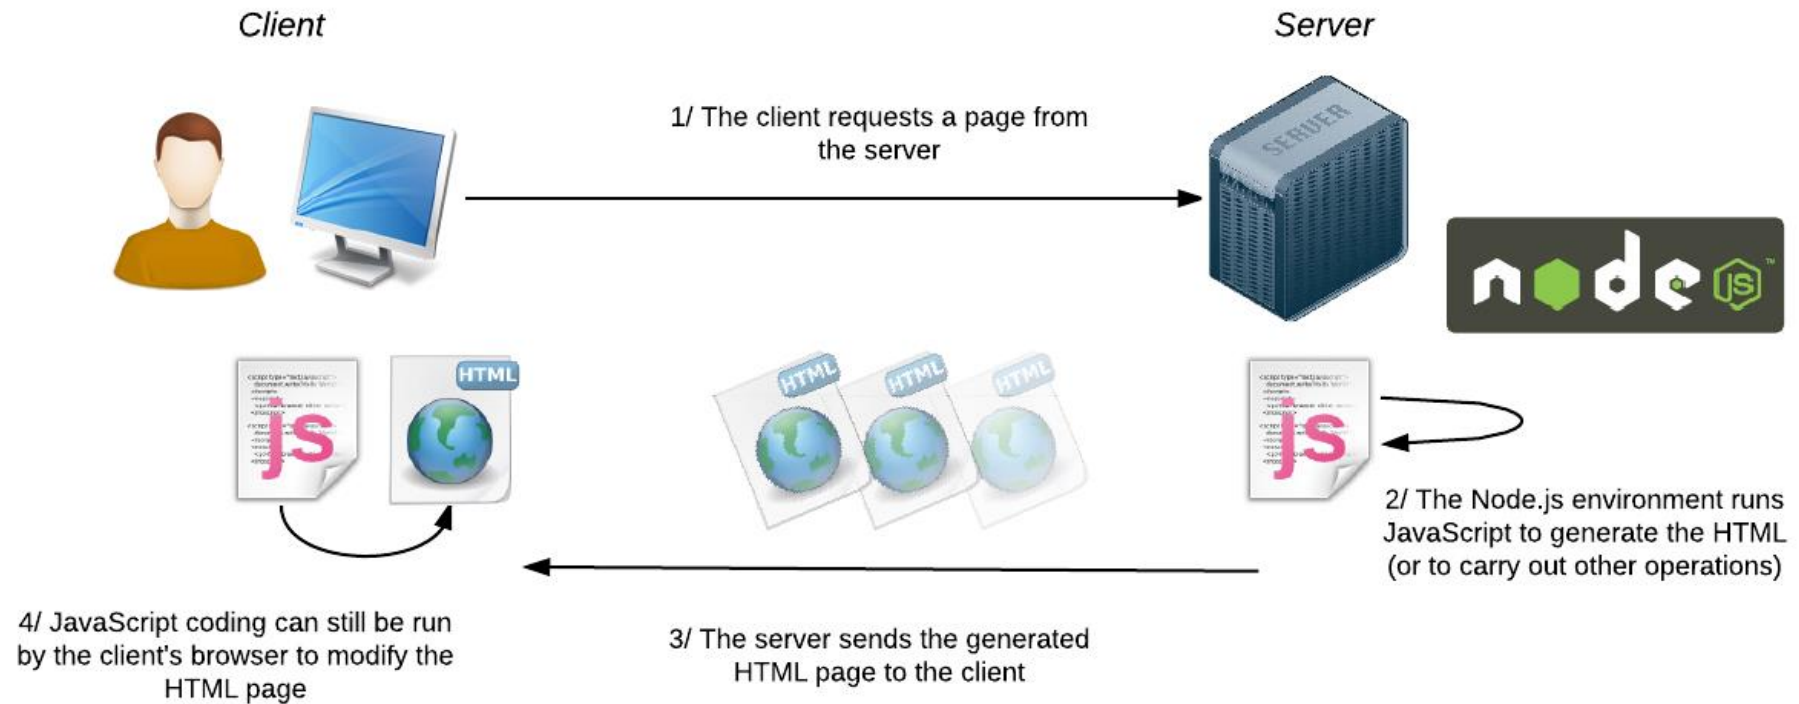 Client
Server
1/ The client requests a page from
the server
SERVER
node
JS
TM
js
HTML
HTML
HTML
HTML
js
2/ The Node.js environment runs
JavaScript to generate the HTML
(or to carry out other operations)
4/ JavaScript coding can still be run
by the client's browser to modify the
HTML page
3/ The server sends the generated
HTML page to the client